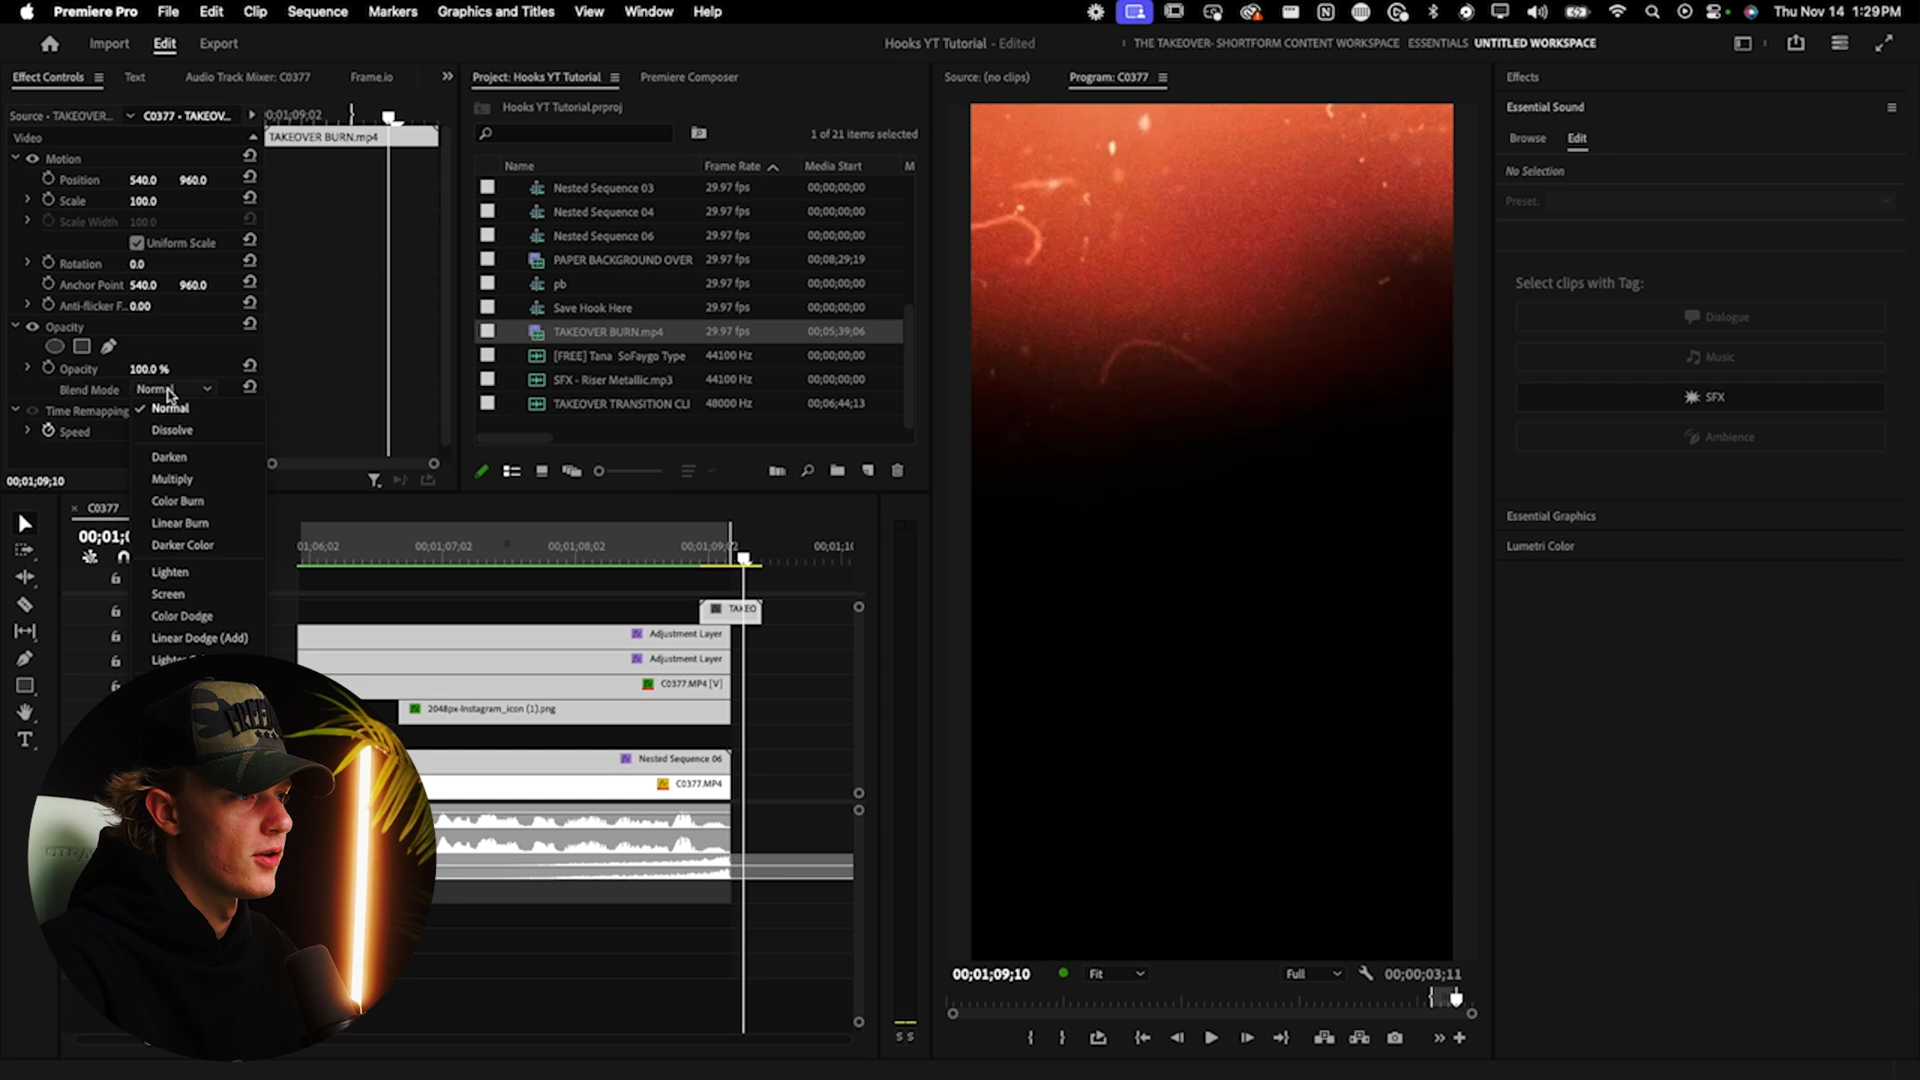 Premiere Pro File Edit Clip Sequence Markers Graphics and Titles View Window Help Thu Nov 14 1:29 PM
Import Edit Export Hooks YT Tutorial - Edited THE TAKEOVER- SHORTFORM CONTENT WORKSPACE ESSENTIALS UNTITLED WORKSPACE
Effect Controls Text Audio Track Mixer: C0377 Frame.io
Source - TAKEOVER... C0377 - TAKEOV... 0;01;09;02
Video TAKEOVER BURN.mp4
Motion
Position 540.0 960.0
Scale 100.0
Scale Width 100.0
Uniform Scale
Rotation 0.0
Anchor Point 540.0 960.0
Anti-flicker F... 0.00
Opacity
Opacity 100.0 %
Blend Mode Normal
Time Remapping
Speed
Normal
Dissolve
Darken
Multiply
Color Burn
Linear Burn
Darker Color
Lighten
Screen
Color Dodge
Linear Dodge (Add)
00;01;09;10
Project: Hooks YT Tutorial Premiere Composer
Hooks YT Tutorial.prproj
1 of 21 items selected
Name Frame Rate Media Start M
Nested Sequence 03 29.97 fps 00;00;00;00
Nested Sequence 04 29.97 fps 00;00;00;00
Nested Sequence 06 29.97 fps 00;00;00;00
PAPER BACKGROUND OVER 29.97 fps 00;08;29;19
pb 29.97 fps 00;00;00;00
Save Hook Here 29.97 fps 00;00;00;00
TAKEOVER BURN.mp4 29.97 fps 00;05;39;06
[FREE] Tana SoFaygo Type 44100 Hz 00;00;00;00
SFX - Riser Metallic.mp3 44100 Hz 00;00;00;00
TAKEOVER TRANSITION CLI 48000 Hz 00;06;44;13
Source: (no clips) Program: C0377
00;01;09;10 Fit Full 00;00;03;11
Effects
Essential Sound
Browse Edit
No Selection
Preset:
Select clips with Tag:
Dialogue
Music
SFX
Ambience
Essential Graphics
Lumetri Color
C0377
00;01;0
01;06;02 00;01;07;02 00;01;08;02 00;01;09;02 00;01;10
TAKEO
Adjustment Layer
Adjustment Layer
C0377.MP4 [V]
2048px-Instagram_icon (1).png
Nested Sequence 06
C0377.MP4
S S